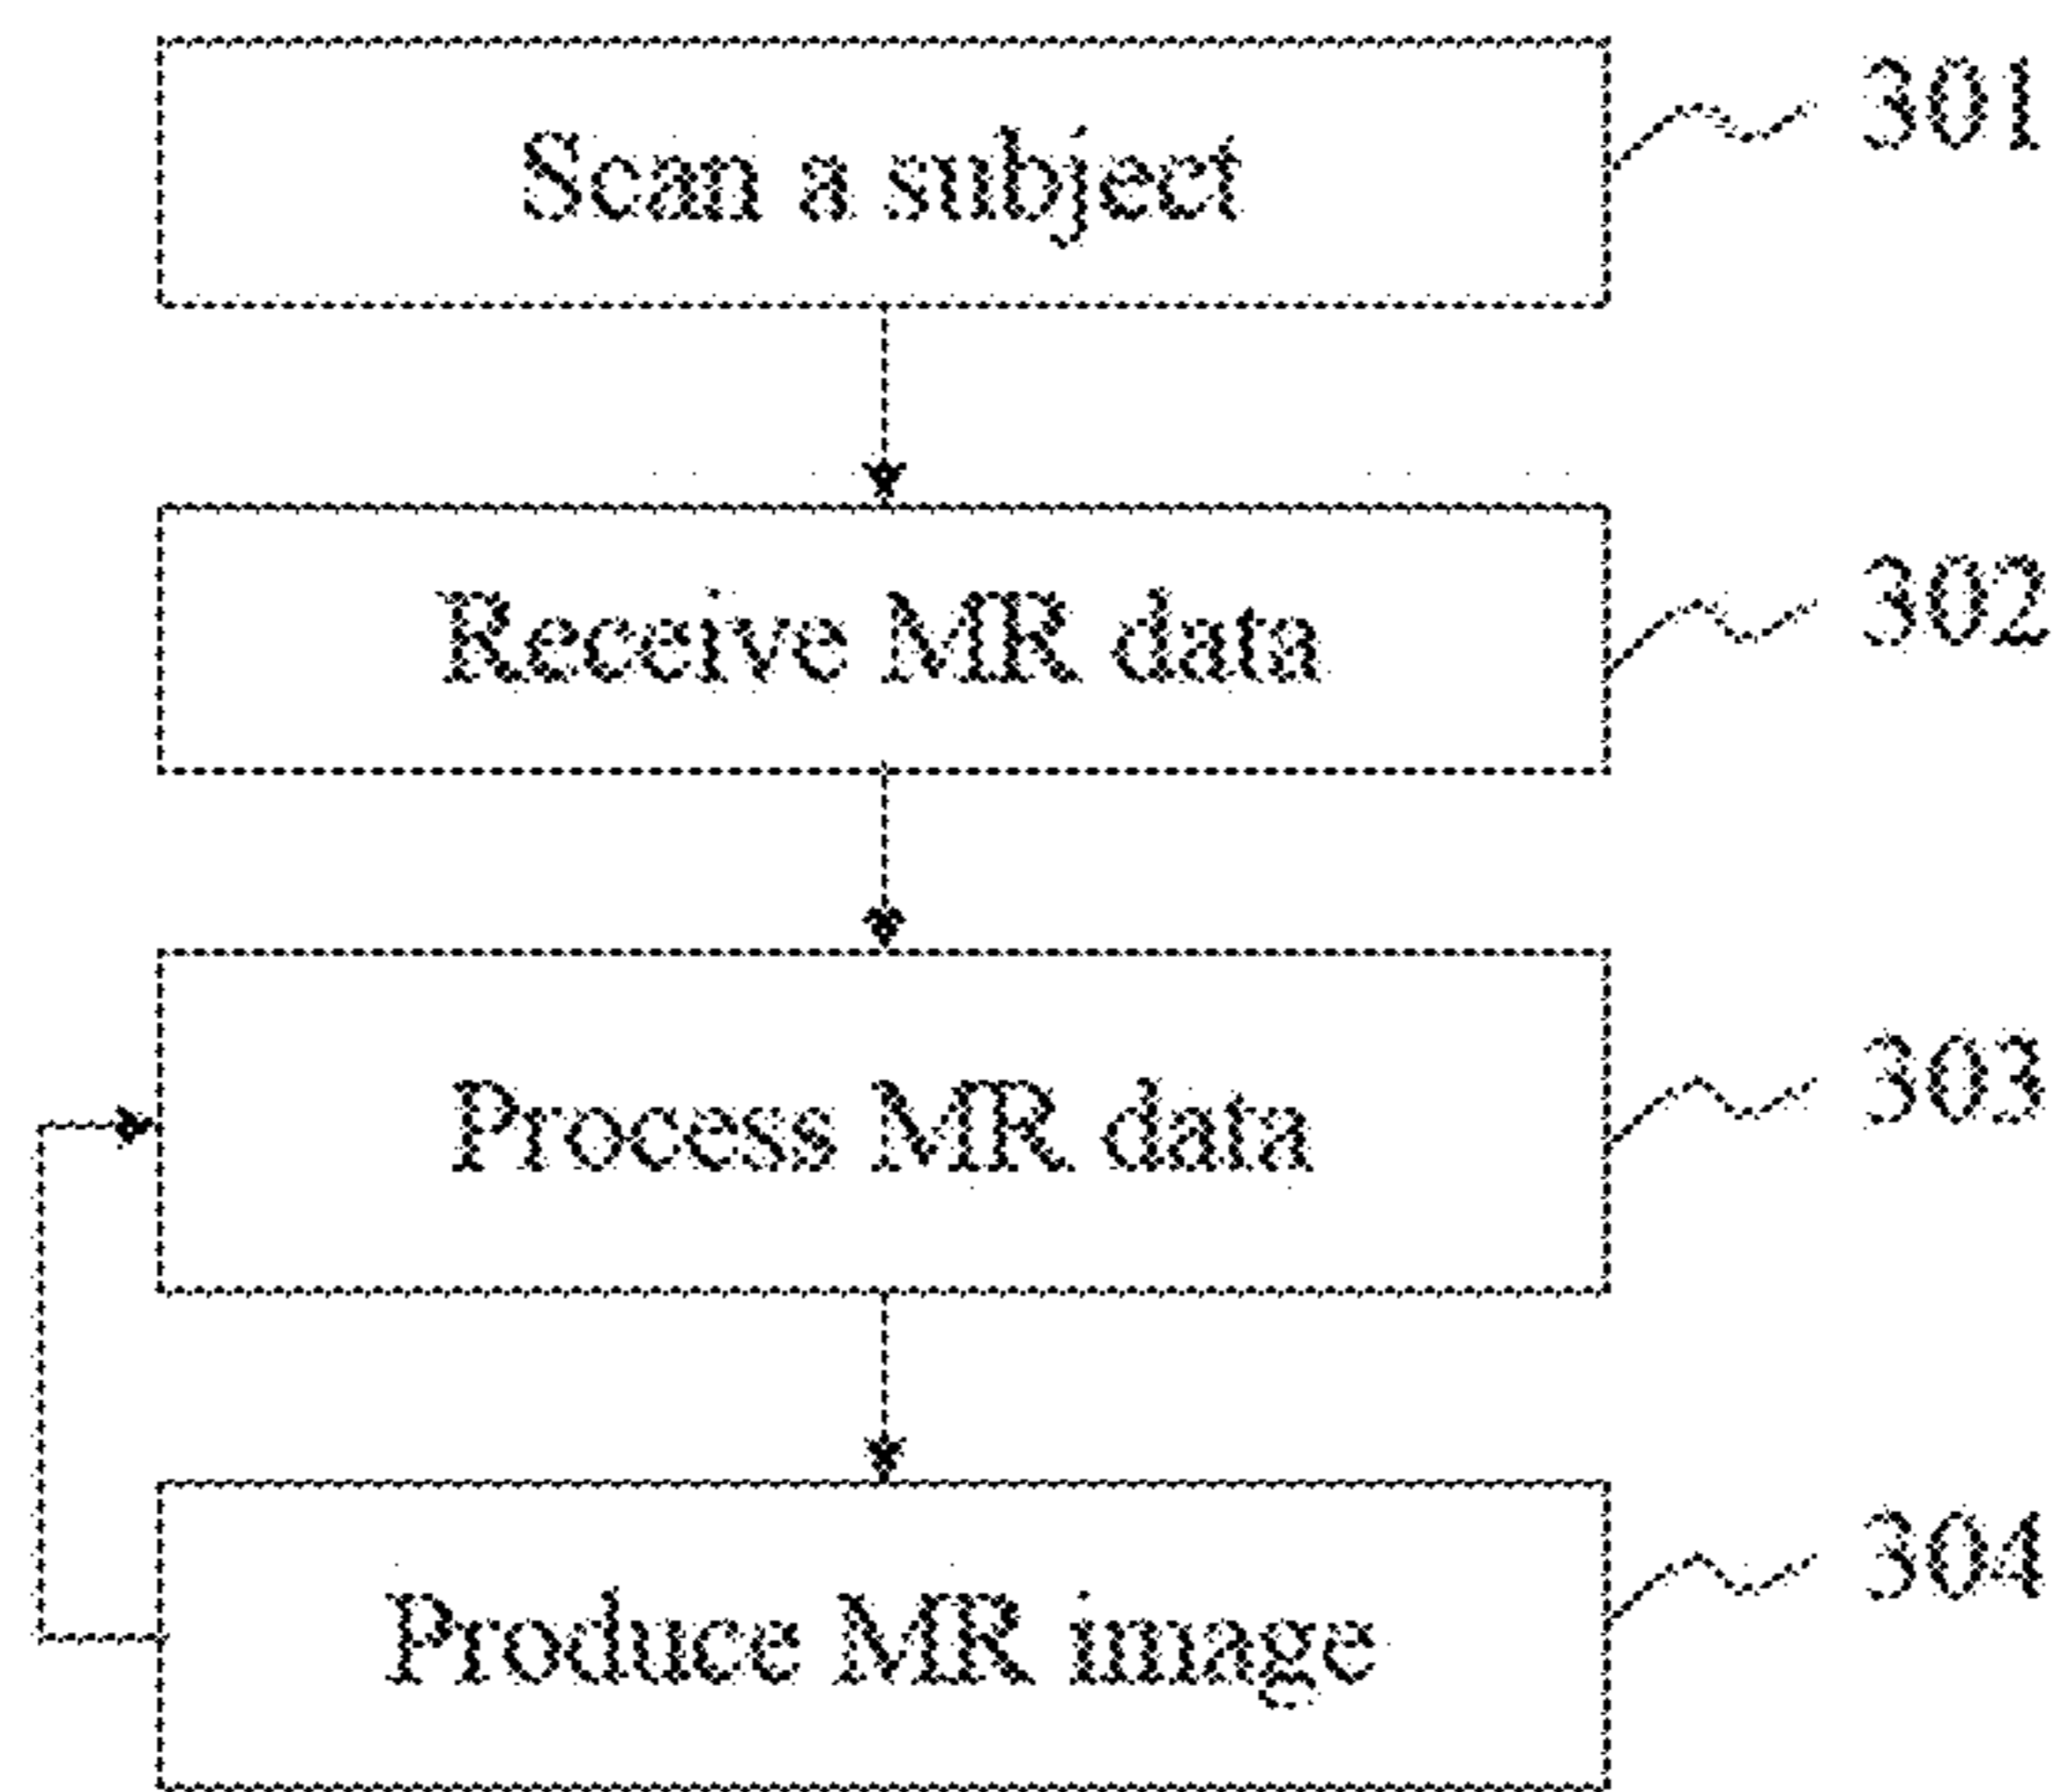 Scan a subject 301
Receive MR data 302
Process MR data 303
Produce MR image 304